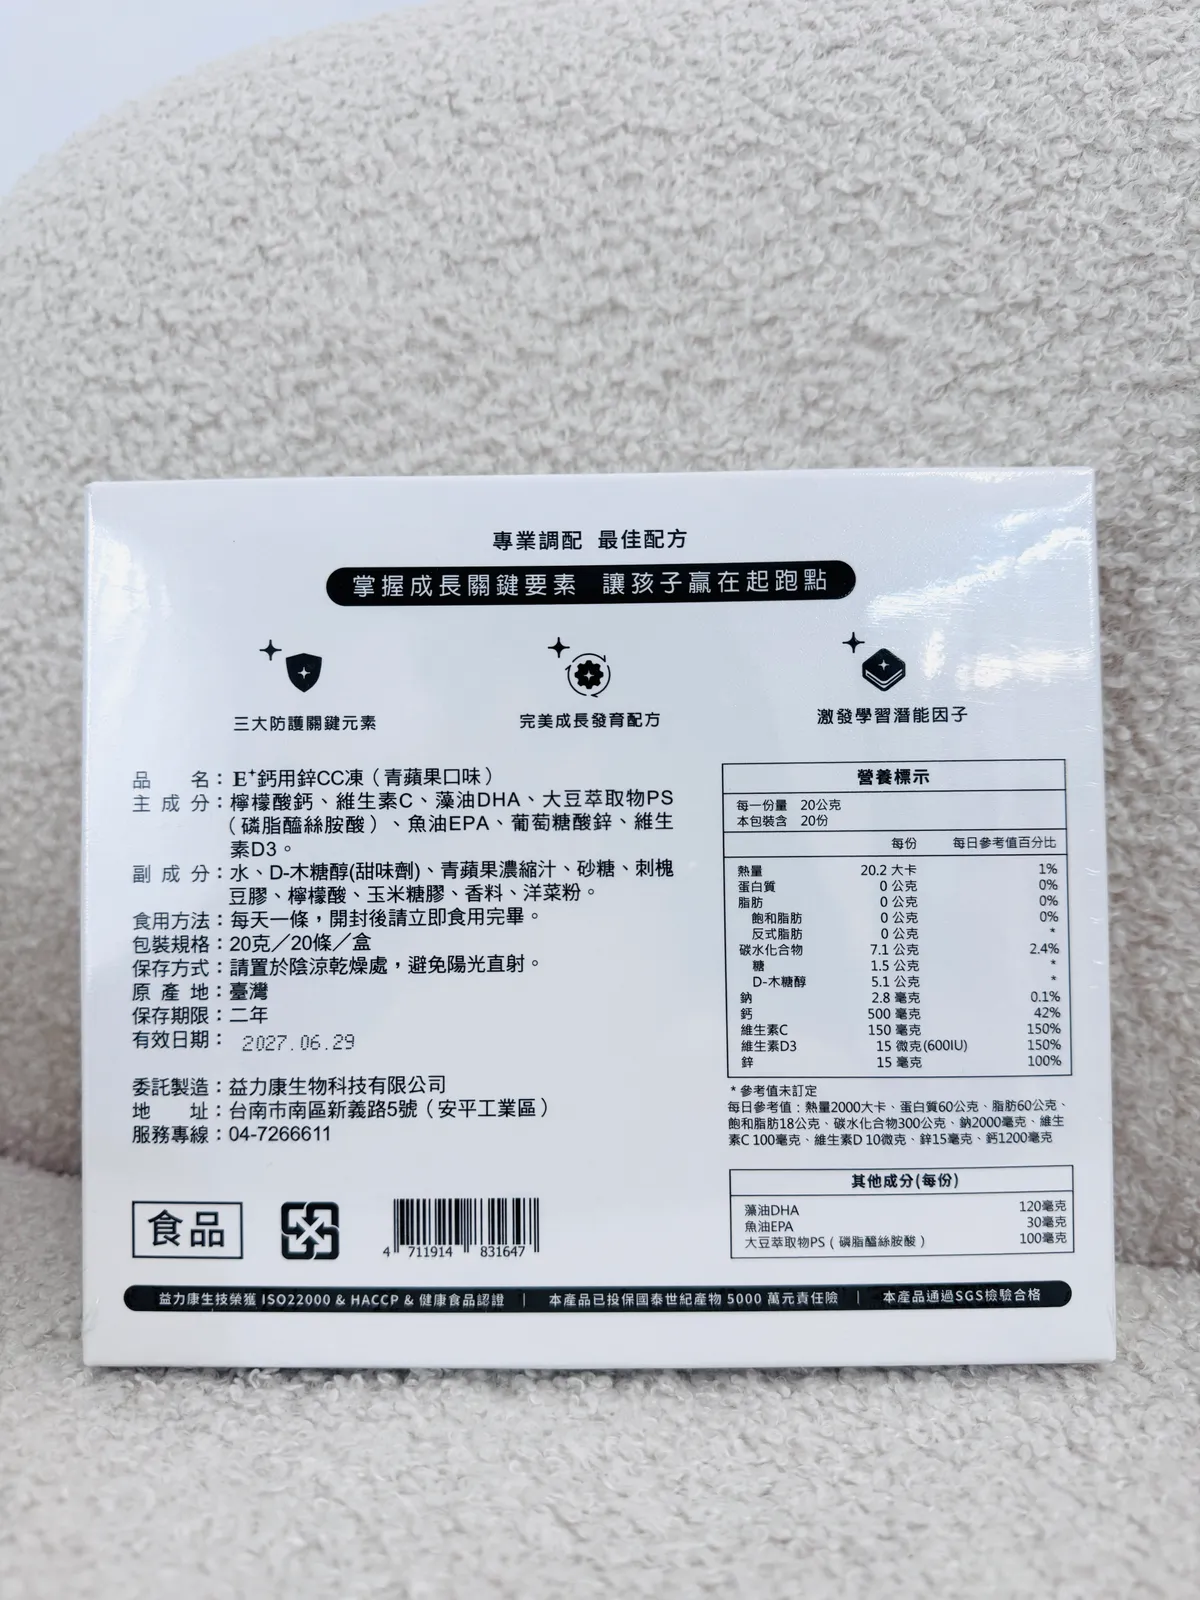 專業調配 最佳配方
掌握成長關鍵要素 讓孩子贏在起跑點
三大防護關鍵元素
完美成長發育配方
激發學習潛能因子
品 名：E⁺鈣用鋅CC凍（青蘋果口味）
主成分：檸檬酸鈣、維生素C、藻油DHA、大豆萃取物PS
（磷脂醯絲胺酸）、魚油EPA、葡萄糖酸鋅、維生
素D3。
副成分：水、D-木糖醇(甜味劑)、青蘋果濃縮汁、砂糖、刺槐
豆膠、檸檬酸、玉米糖膠、香料、洋菜粉。
食用方法：每天一條，開封後請立即食用完畢。
包裝規格：20克／20條／盒
保存方式：請置於陰涼乾燥處，避免陽光直射。
原產地：臺灣
保存期限：二年
有效日期： 2027.06.29
委託製造：益力康生物科技有限公司
地 址：台南市南區新義路5號（安平工業區）
服務專線：04-7266611
食品
4 711914 831647
營養標示
每一份量 20公克
本包裝含 20份
每份 每日參考值百分比
熱量 20.2 大卡 1%
蛋白質 0 公克 0%
脂肪 0 公克 0%
飽和脂肪 0 公克 0%
反式脂肪 0 公克 *
碳水化合物 7.1 公克 2.4%
糖 1.5 公克 *
D-木糖醇 5.1 公克 *
鈉 2.8 毫克 0.1%
鈣 500 毫克 42%
維生素C 150 毫克 150%
維生素D3 15 微克(600IU) 150%
鋅 15 毫克 100%
* 參考值未訂定
每日參考值：熱量2000大卡、蛋白質60公克、脂肪60公克、
飽和脂肪18公克、碳水化合物300公克、鈉2000毫克、維生
素C 100毫克、維生素D 10微克、鋅15毫克、鈣1200毫克
其他成分(每份)
藻油DHA 120毫克
魚油EPA 30毫克
大豆萃取物PS（磷脂醯絲胺酸） 100毫克
益力康生技榮獲 ISO22000 & HACCP & 健康食品認證 | 本產品已投保國泰世紀產物 5000 萬元責任險 | 本產品通過SGS檢驗合格